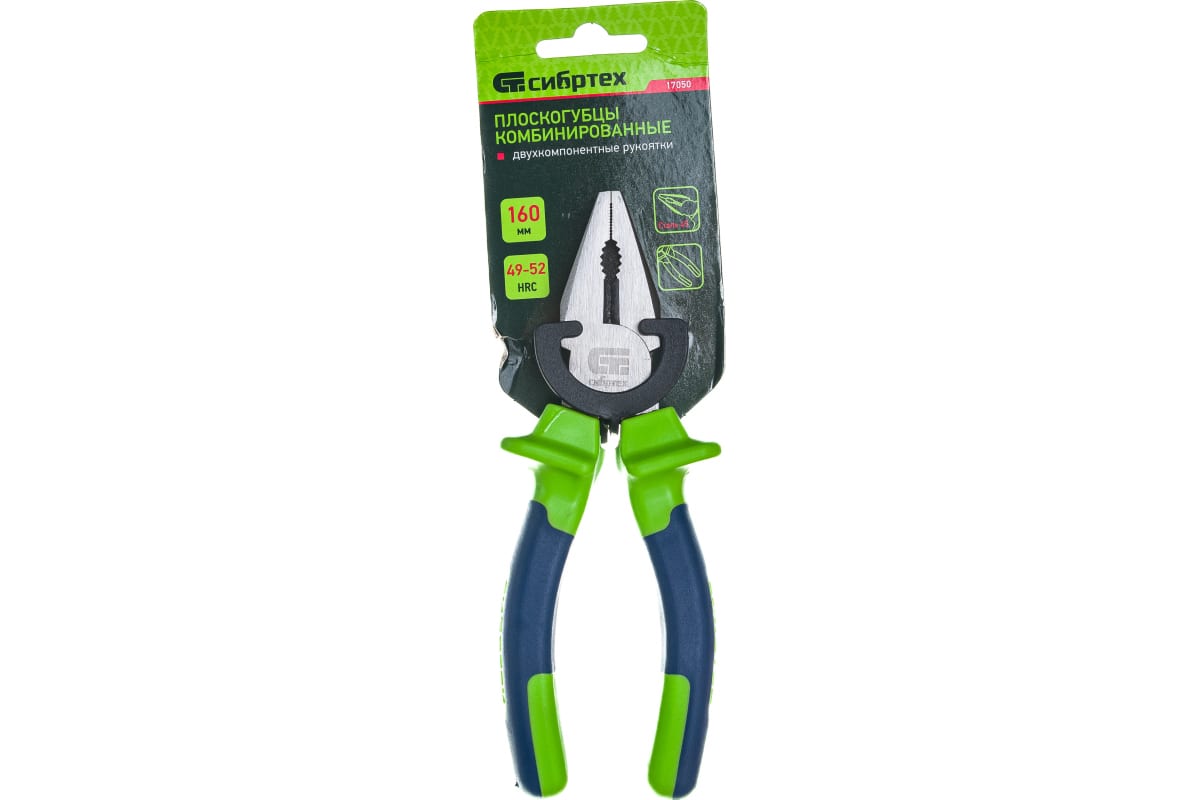 сибртех
17050
ПЛОСКОГУБЦЫ
КОМБИНИРОВАННЫЕ
двухкомпонентные рукоятки
160
мм
49-52
HRC
сибртех